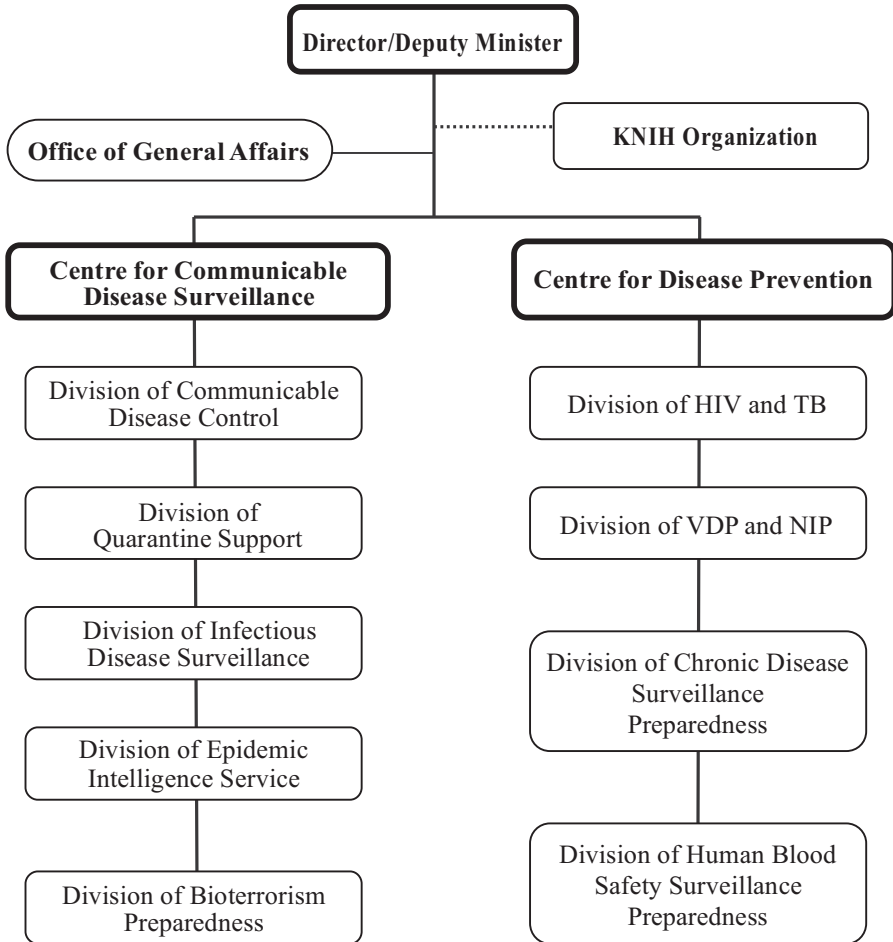 Director/Deputy Minister
KNIH Organization
Office of General Affairs
Centre for Communicable
Disease Surveillance
Division of Communicable
Disease Control
Division of
Quarantine Support
Division of Infectious
Disease Surveillance
Division of Epidemic
Intelligence Service
Division of Bioterrorism
Preparedness
Centre for Disease Prevention
Division of HIV and TB
Division of VDP and NIP
Division of Chronic Disease
Surveillance
Preparedness
Division of Human Blood
Safety Surveillance
Preparedness